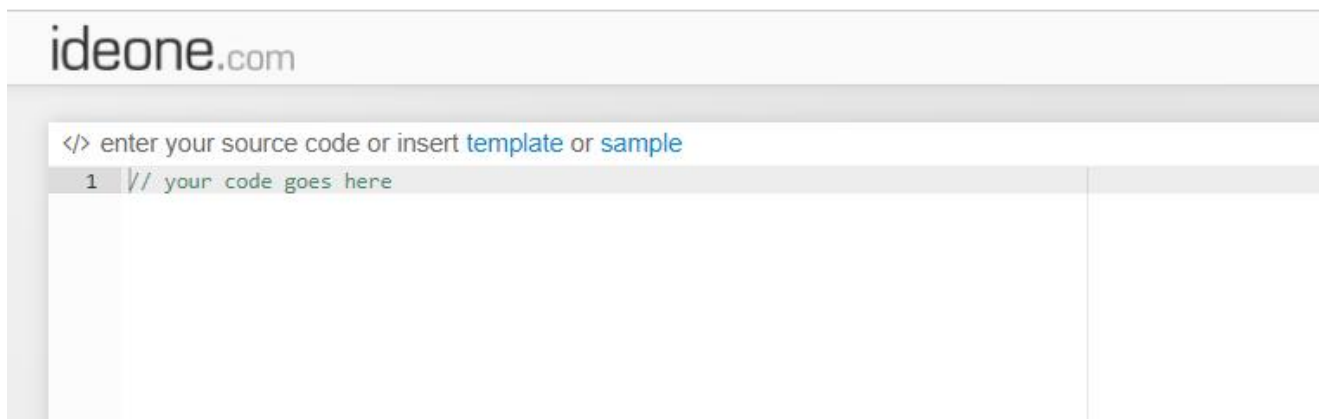 ideone.com
</> enter your source code or insert template or sample
1 // your code goes here